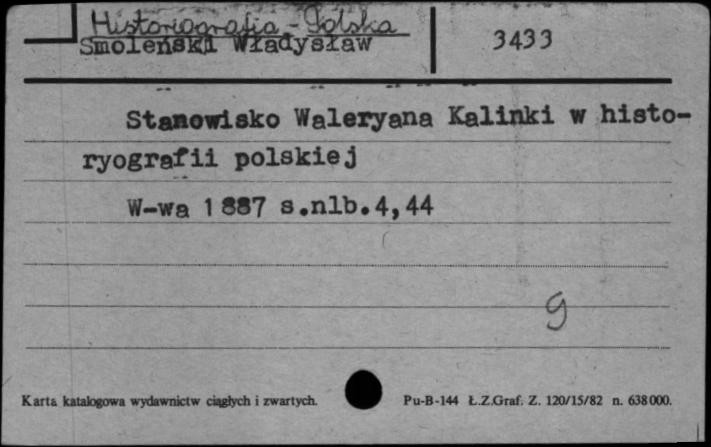 Historiografia - Polska
Smoleński Władysław
3433
Stanowisko Waleryana Kalinki w histo-
ryografii polskiej
W-wa 1887 s.nlb.4,44
g
Karta katalogowa wydawnictw ciągłych i zwartych.
Pu-B-144 Ł.Z.Graf. Z. 120/15/82 n. 638000.